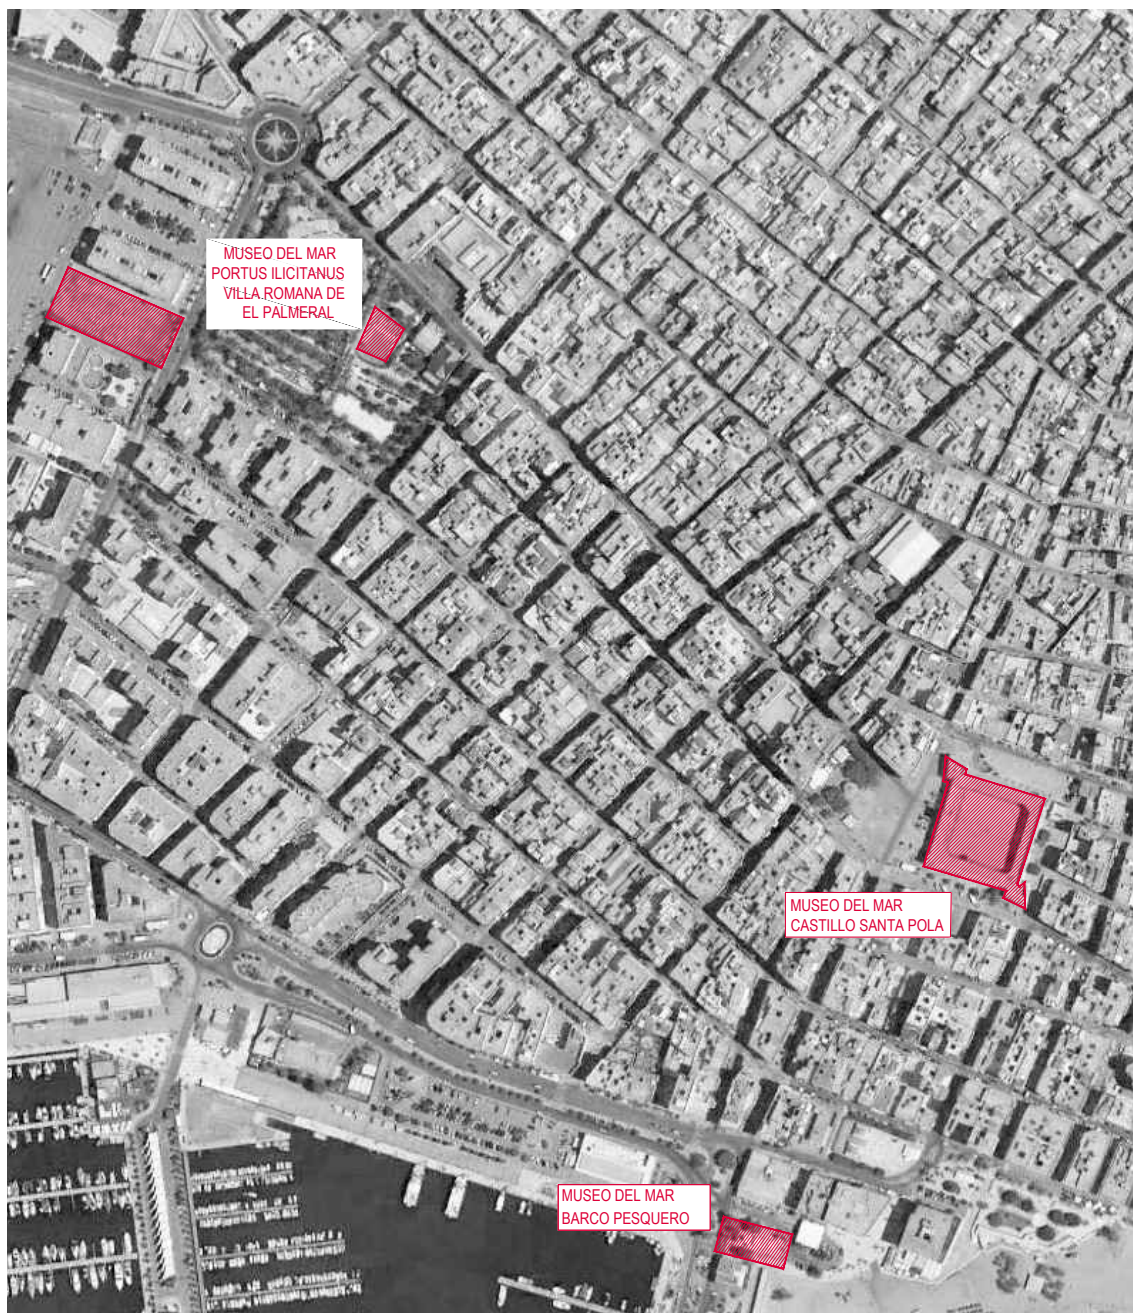 MUSEO DEL MAR
PORTUS ILICITANUS
VILLA ROMANA DE
EL PALMERAL
MUSEO DEL MAR
CASTILLO SANTA POLA
MUSEO DEL MAR
BARCO PESQUERO